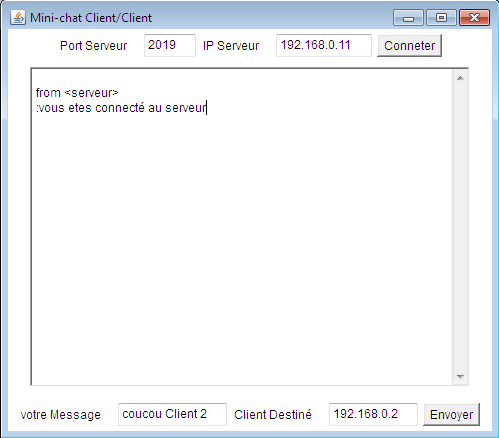 Mini-chat Client/Client
Port Serveur 2019 IP Serveur 192.168.0.11 Conneter
from <serveur>
:vous etes connecté au serveur
votre Message coucou Client 2 Client Destiné 192.168.0.2 Envoyer